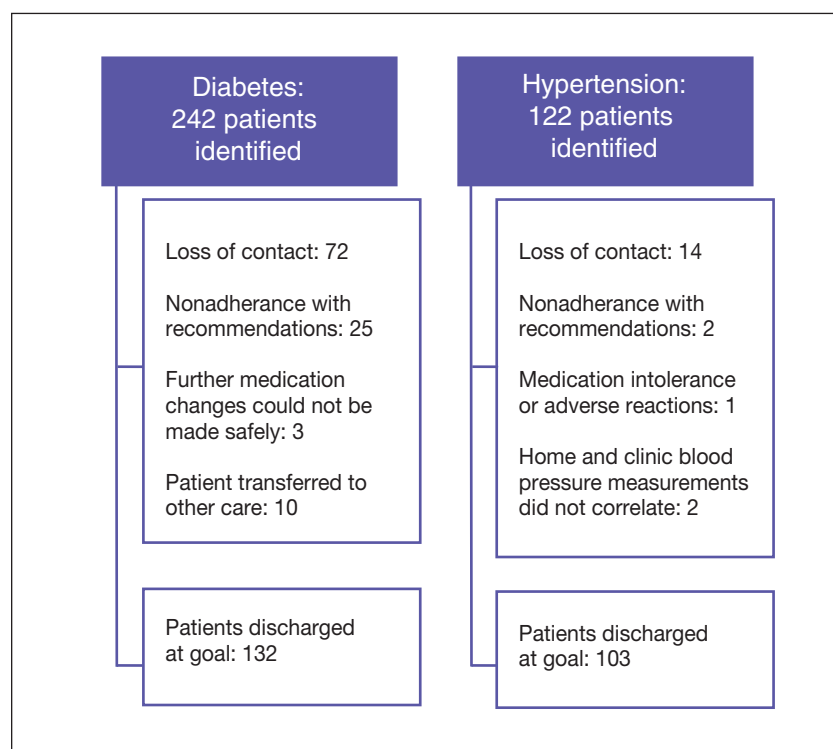 Diabetes:
242 patients
identified
Loss of contact: 72
Nonadherance with
recommendations: 25
Further medication
changes could not be
made safely: 3
Patient transferred to
other care: 10
Patients discharged
at goal: 132
Hypertension:
122 patients
identified
Loss of contact: 14
Nonadherance with
recommendations: 2
Medication intolerance
or adverse reactions: 1
Home and clinic blood
pressure measurements
did not correlate: 2
Patients discharged
at goal: 103